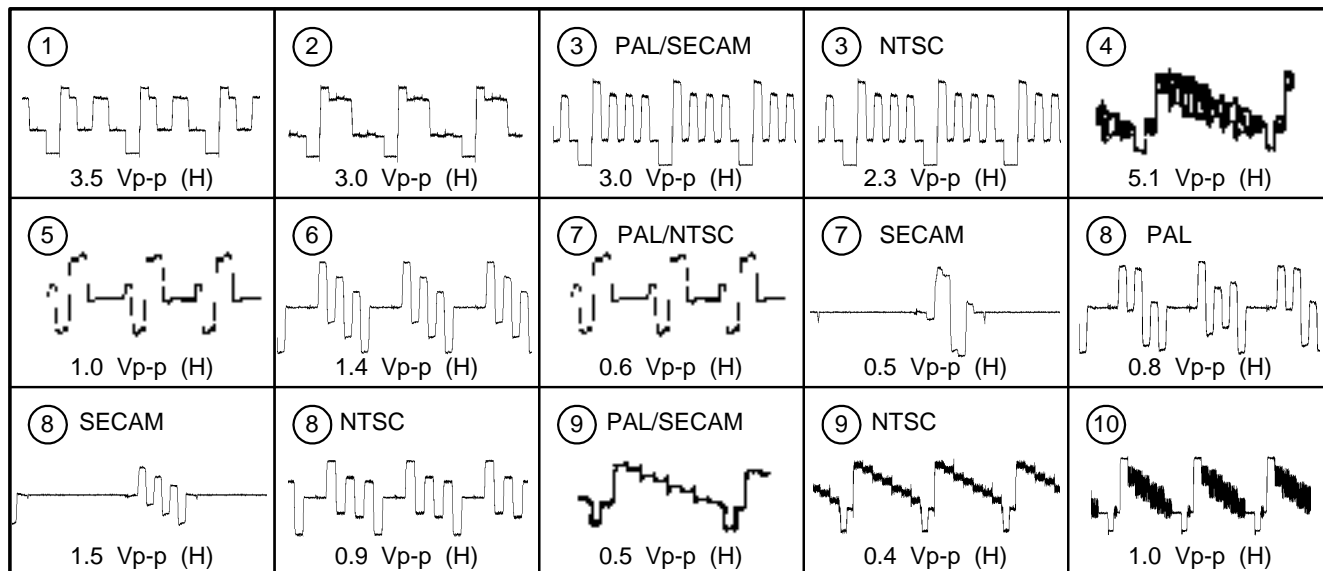 ① ② ③ PAL/SECAM ③ NTSC ④
3.5 Vp-p (H) 3.0 Vp-p (H) 3.0 Vp-p (H) 2.3 Vp-p (H) 5.1 Vp-p (H)
⑤ ⑥ ⑦ PAL/NTSC ⑦ SECAM ⑧ PAL
1.0 Vp-p (H) 1.4 Vp-p (H) 0.6 Vp-p (H) 0.5 Vp-p (H) 0.8 Vp-p (H)
⑧ SECAM ⑧ NTSC ⑨ PAL/SECAM ⑨ NTSC ⑩
1.5 Vp-p (H) 0.9 Vp-p (H) 0.5 Vp-p (H) 0.4 Vp-p (H) 1.0 Vp-p (H)